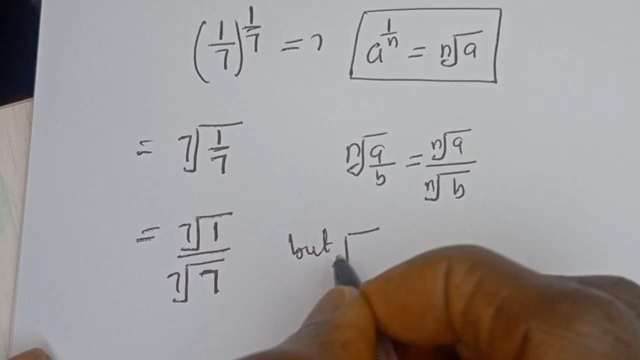 (1/7)^(1/7) = ?
a^(1/n) = ⁿ√a
= ⁷√(1/7)
ⁿ√(a/b) = ⁿ√a / ⁿ√b
= ⁷√1 / ⁷√7
but √